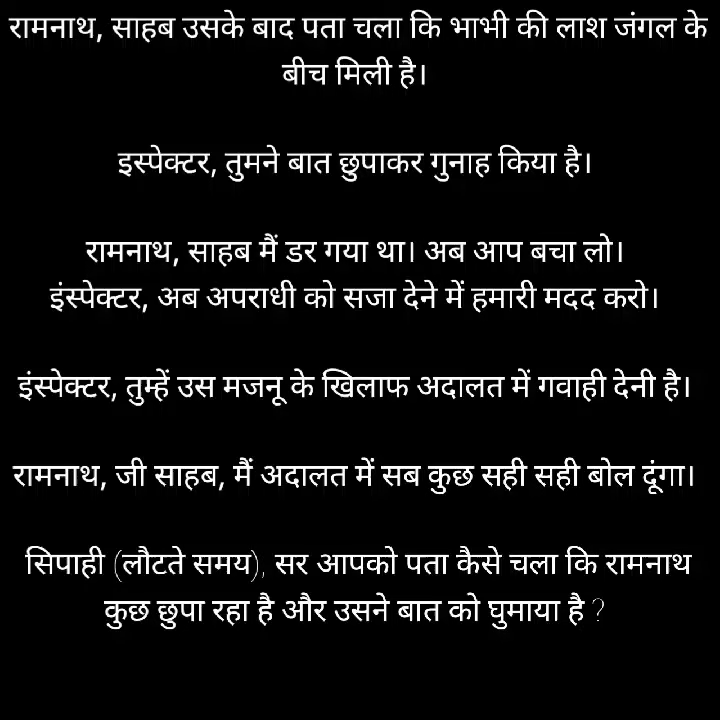 रामनाथ, साहब उसके बाद पता चला कि भाभी की लाश जंगल के
बीच मिली है।
इस्पेक्टर, तुमने बात छुपाकर गुनाह किया है।
रामनाथ, साहब मैं डर गया था। अब आप बचा लो।
इंस्पेक्टर, अब अपराधी को सजा देने में हमारी मदद करो।
इंस्पेक्टर, तुम्हें उस मजनू के खिलाफ अदालत में गवाही देनी है।
रामनाथ, जी साहब, मैं अदालत में सब कुछ सही सही बोल दूंगा।
सिपाही (लौटते समय), सर आपको पता कैसे चला कि रामनाथ
कुछ छुपा रहा है और उसने बात को घुमाया है ?